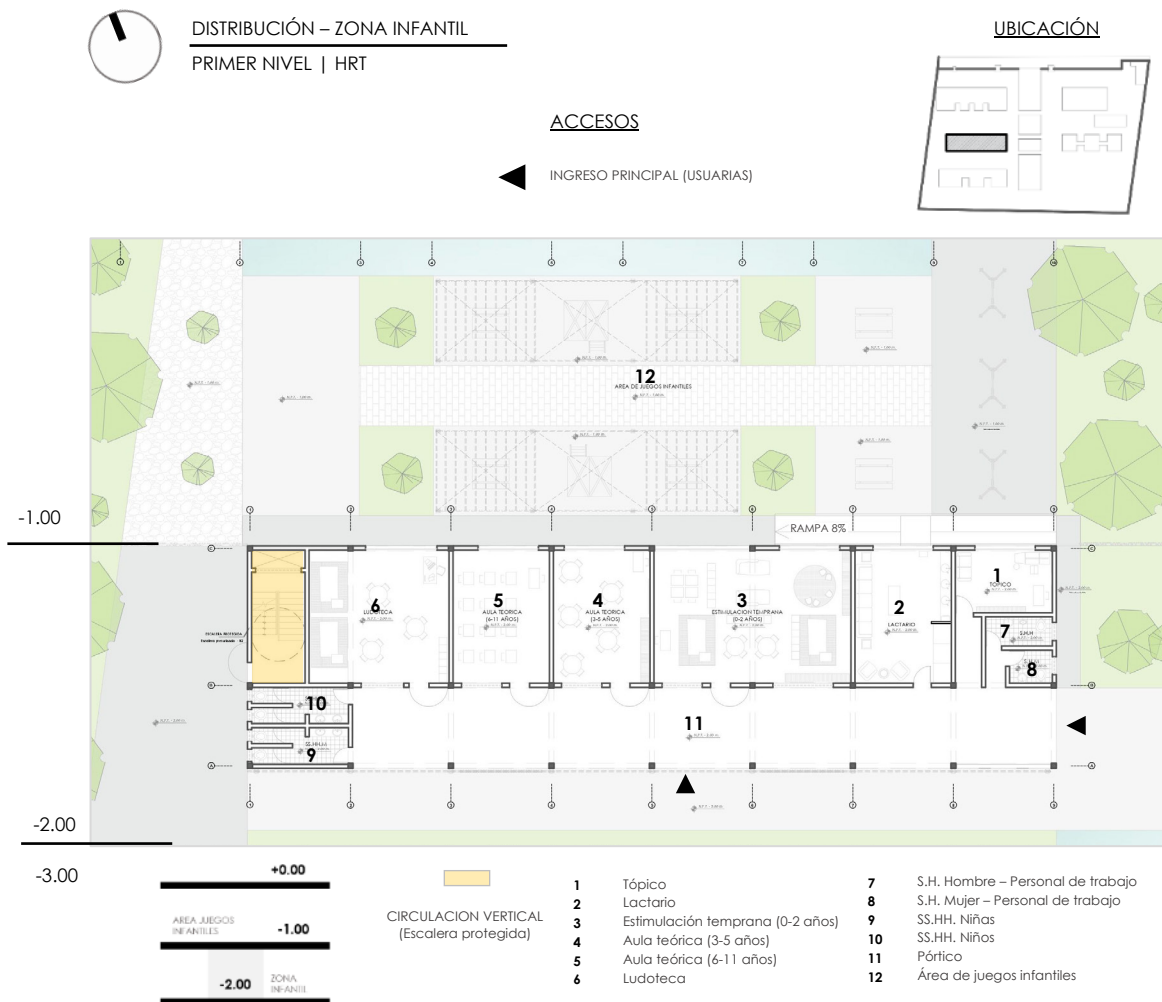 DISTRIBUCIÓN – ZONA INFANTIL
PRIMER NIVEL | HRT
UBICACIÓN
ACCESOS
INGRESO PRINCIPAL (USUARIAS)
12
AREA DE JUEGOS INFANTILES
-1.00
RAMPA 8%
1
TOPICO
6
LUDOTECA
5
AULA TEORICA
(6-11 AÑOS)
4
AULA TEORICA
(3-5 AÑOS)
3
ESTIMULACION TEMPRANA
(0-2 AÑOS)
2
LACTARIO
7
S.H.H
8
ESCALERA PROTEGIDA
10
11
9
-2.00
-3.00
+0.00
AREA JUEGOS
INFANTILES
-1.00
-2.00
ZONA
INFANTIL
CIRCULACION VERTICAL
(Escalera protegida)
1 Tópico
2 Lactario
3 Estimulación temprana (0-2 años)
4 Aula teórica (3-5 años)
5 Aula teórica (6-11 años)
6 Ludoteca
7 S.H. Hombre – Personal de trabajo
8 S.H. Mujer – Personal de trabajo
9 SS.HH. Niñas
10 SS.HH. Niños
11 Pórtico
12 Área de juegos infantiles